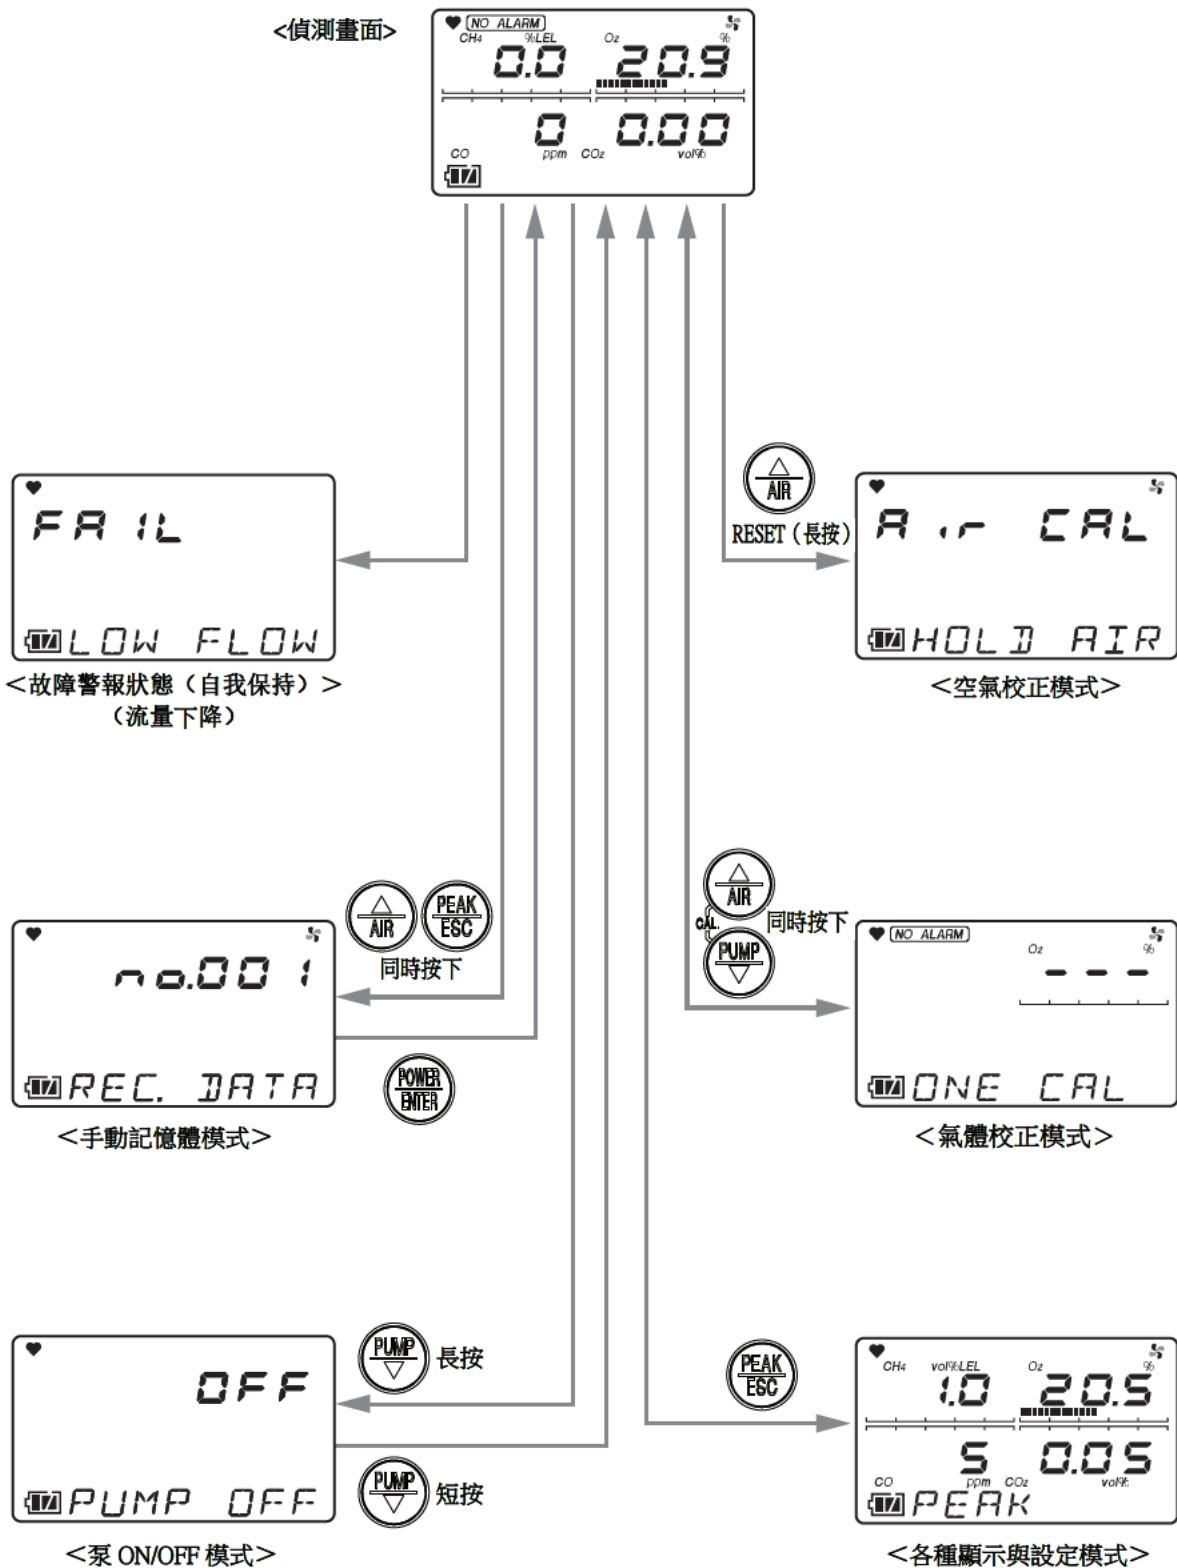 <偵測畫面>
NO ALARM
CH4 %LEL O2 %
0.0 20.9
0 0.00
CO ppm CO2 vol%
FAIL
LOW FLOW
＜故障警報狀態（自我保持）＞
（流量下降）
△
AIR
RESET（長按）
Air CAL
HOLD AIR
＜空氣校正模式＞
△ PEAK
AIR ESC
同時按下
no.001
REC. DATA
＜手動記憶體模式＞
POWER
ENTER
△
AIR
CAL.
同時按下
PUMP
▽
NO ALARM
O2 %
- - -
ONE CAL
＜氣體校正模式＞
OFF
PUMP OFF
＜泵 ON/OFF 模式＞
PUMP
▽
長按
PUMP
▽
短按
PEAK
ESC
CH4 vol%LEL O2 %
1.0 20.5
5 0.05
CO ppm CO2 vol%
PEAK
＜各種顯示與設定模式＞